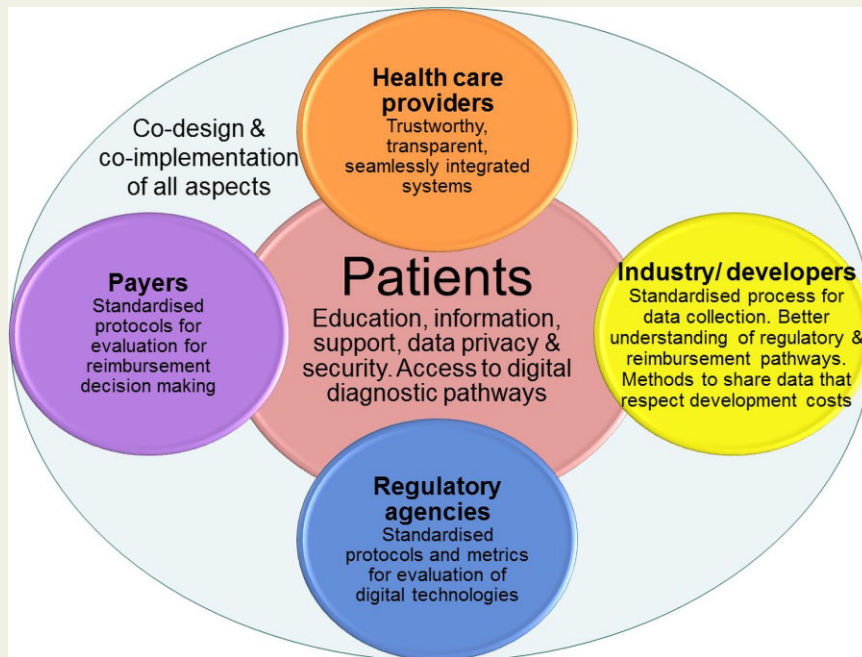 Health care
providers
Trustworthy,
transparent,
seamlessly integrated
systems
Co-design &
co-implementation
of all aspects
Payers
Standardised
protocols for
evaluation for
reimbursement
decision making
Patients
Education, information,
support, data privacy &
security. Access to digital
diagnostic pathways
Industry/ developers
Standardised process for
data collection. Better
understanding of regulatory &
reimbursement pathways.
Methods to share data that
respect development costs
Regulatory
agencies
Standardised
protocols and metrics
for evaluation of
digital technologies